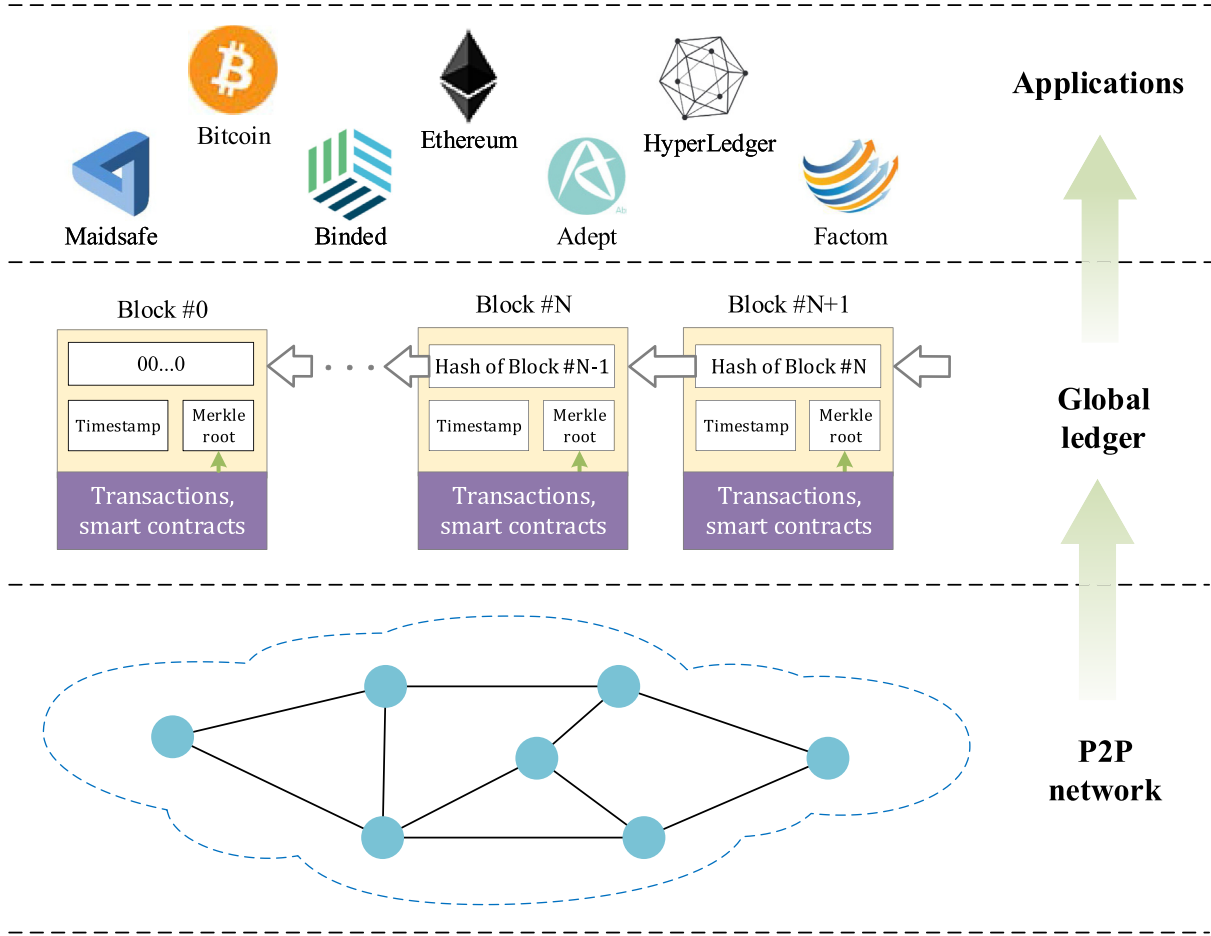 Bitcoin
Ethereum
HyperLedger
Applications
Maidsafe
Binded
Adept
Ab
Factom
Block #0
Block #N
Block #N+1
00...0
Hash of Block #N-1
Hash of Block #N
Timestamp
Merkle
root
Timestamp
Merkle
root
Timestamp
Merkle
root
Transactions,
smart contracts
Transactions,
smart contracts
Transactions,
smart contracts
Global
ledger
P2P
network